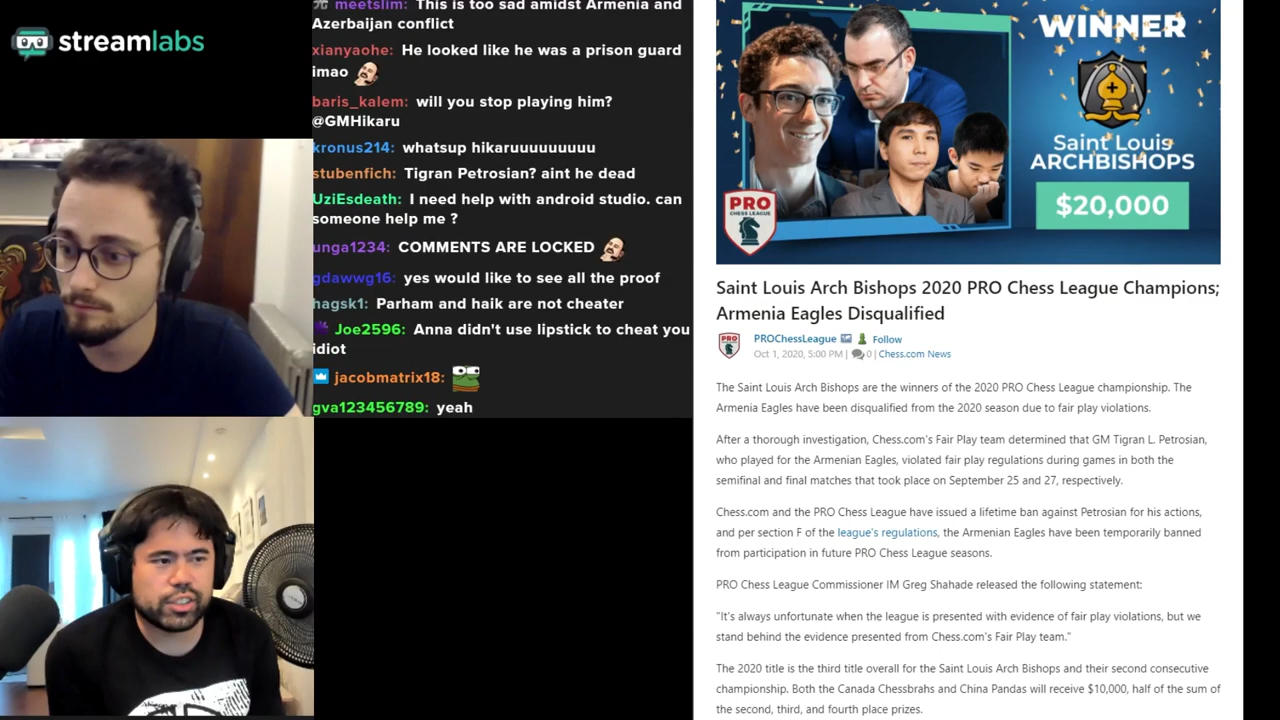 streamlabs
meetslim: This is too sad amidst Armenia and
Azerbaijan conflict
xianyaohe: He looked like he was a prison guard
lmao
baris_kalem: will you stop playing him?
@GMHikaru
kronus214: whatsup hikaruuuuuuuuu
stubenfich: Tigran Petrosian? aint he dead
UziEsdeath: I need help with android studio. can
someone help me ?
unga1234: COMMENTS ARE LOCKED
gdawwg16: yes would like to see all the proof
hagsk1: Parham and haik are not cheater
Joe2596: Anna didn't use lipstick to cheat you
idiot
jacobmatrix18:
gva123456789: yeah
WINNER
Saint Louis
ARCHBISHOPS
$20,000
PRO
CHESS LEAGUE
Saint Louis Arch Bishops 2020 PRO Chess League Champions;
Armenia Eagles Disqualified
PRO
PROChessLeague Follow
Oct 1, 2020, 5:00 PM | 0 | Chess.com News
The Saint Louis Arch Bishops are the winners of the 2020 PRO Chess League championship. The
Armenia Eagles have been disqualified from the 2020 season due to fair play violations.
After a thorough investigation, Chess.com's Fair Play team determined that GM Tigran L. Petrosian,
who played for the Armenian Eagles, violated fair play regulations during games in both the
semifinal and final matches that took place on September 25 and 27, respectively.
Chess.com and the PRO Chess League have issued a lifetime ban against Petrosian for his actions,
and per section F of the league's regulations, the Armenian Eagles have been temporarily banned
from participation in future PRO Chess League seasons.
PRO Chess League Commissioner IM Greg Shahade released the following statement:
"It's always unfortunate when the league is presented with evidence of fair play violations, but we
stand behind the evidence presented from Chess.com's Fair Play team."
The 2020 title is the third title overall for the Saint Louis Arch Bishops and their second consecutive
championship. Both the Canada Chessbrahs and China Pandas will receive $10,000, half of the sum of
the second, third, and fourth place prizes.